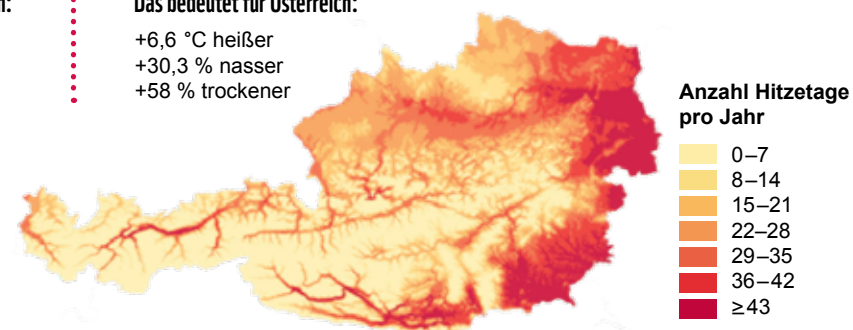 n:
Das bedeutet für Österreich:
+6,6 °C heißer
+30,3 % nasser
+58 % trockener
Anzahl Hitzetage
pro Jahr
0–7
8–14
15–21
22–28
29–35
36–42
≥43